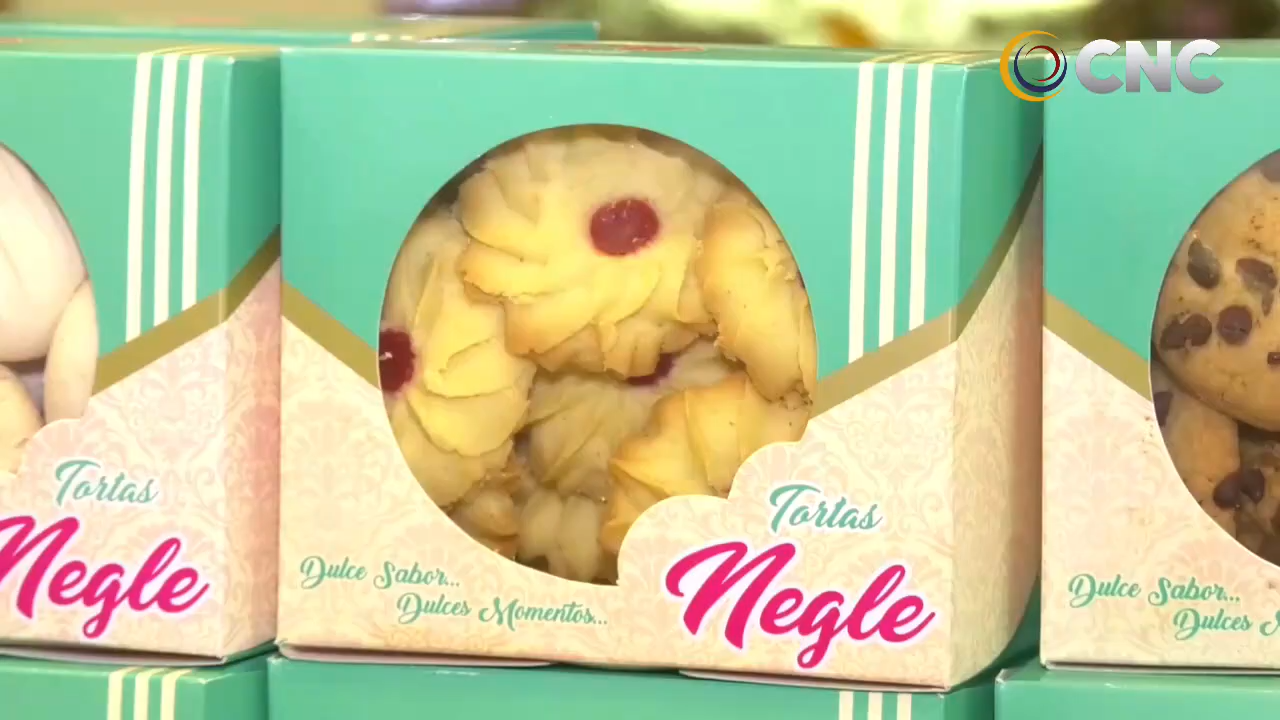 CNC
Tortas
Negle
Tortas
Negle
Dulce Sabor...
Dulces Momentos...
Dulce Sabor...
Dulces